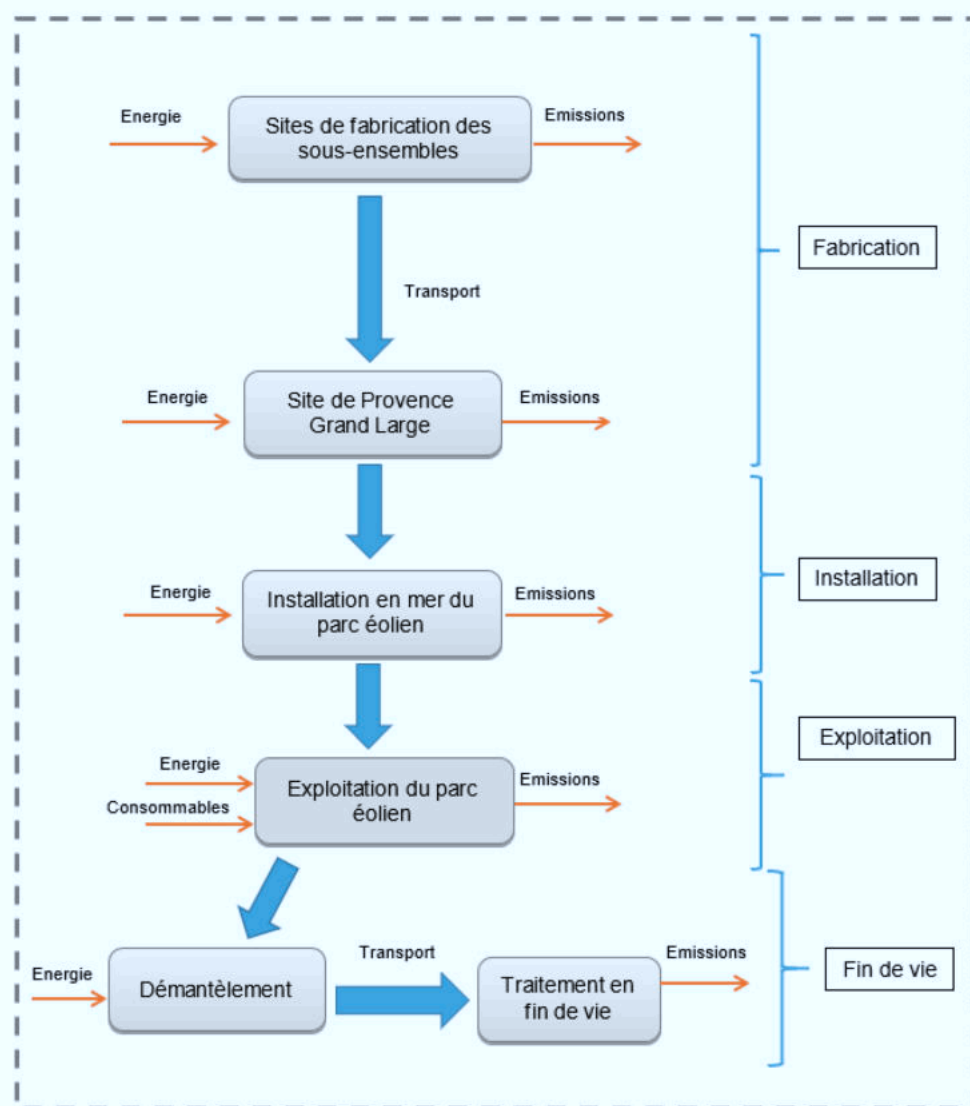 Energie
Sites de fabrication des
sous-ensembles
Emissions
Fabrication
Transport
Energie
Site de Provence
Grand Large
Emissions
Energie
Installation en mer du
parc éolien
Emissions
Installation
Energie
Consommables
Exploitation du parc
éolien
Emissions
Exploitation
Energie
Démantèlement
Transport
Traitement en
fin de vie
Emissions
Fin de vie